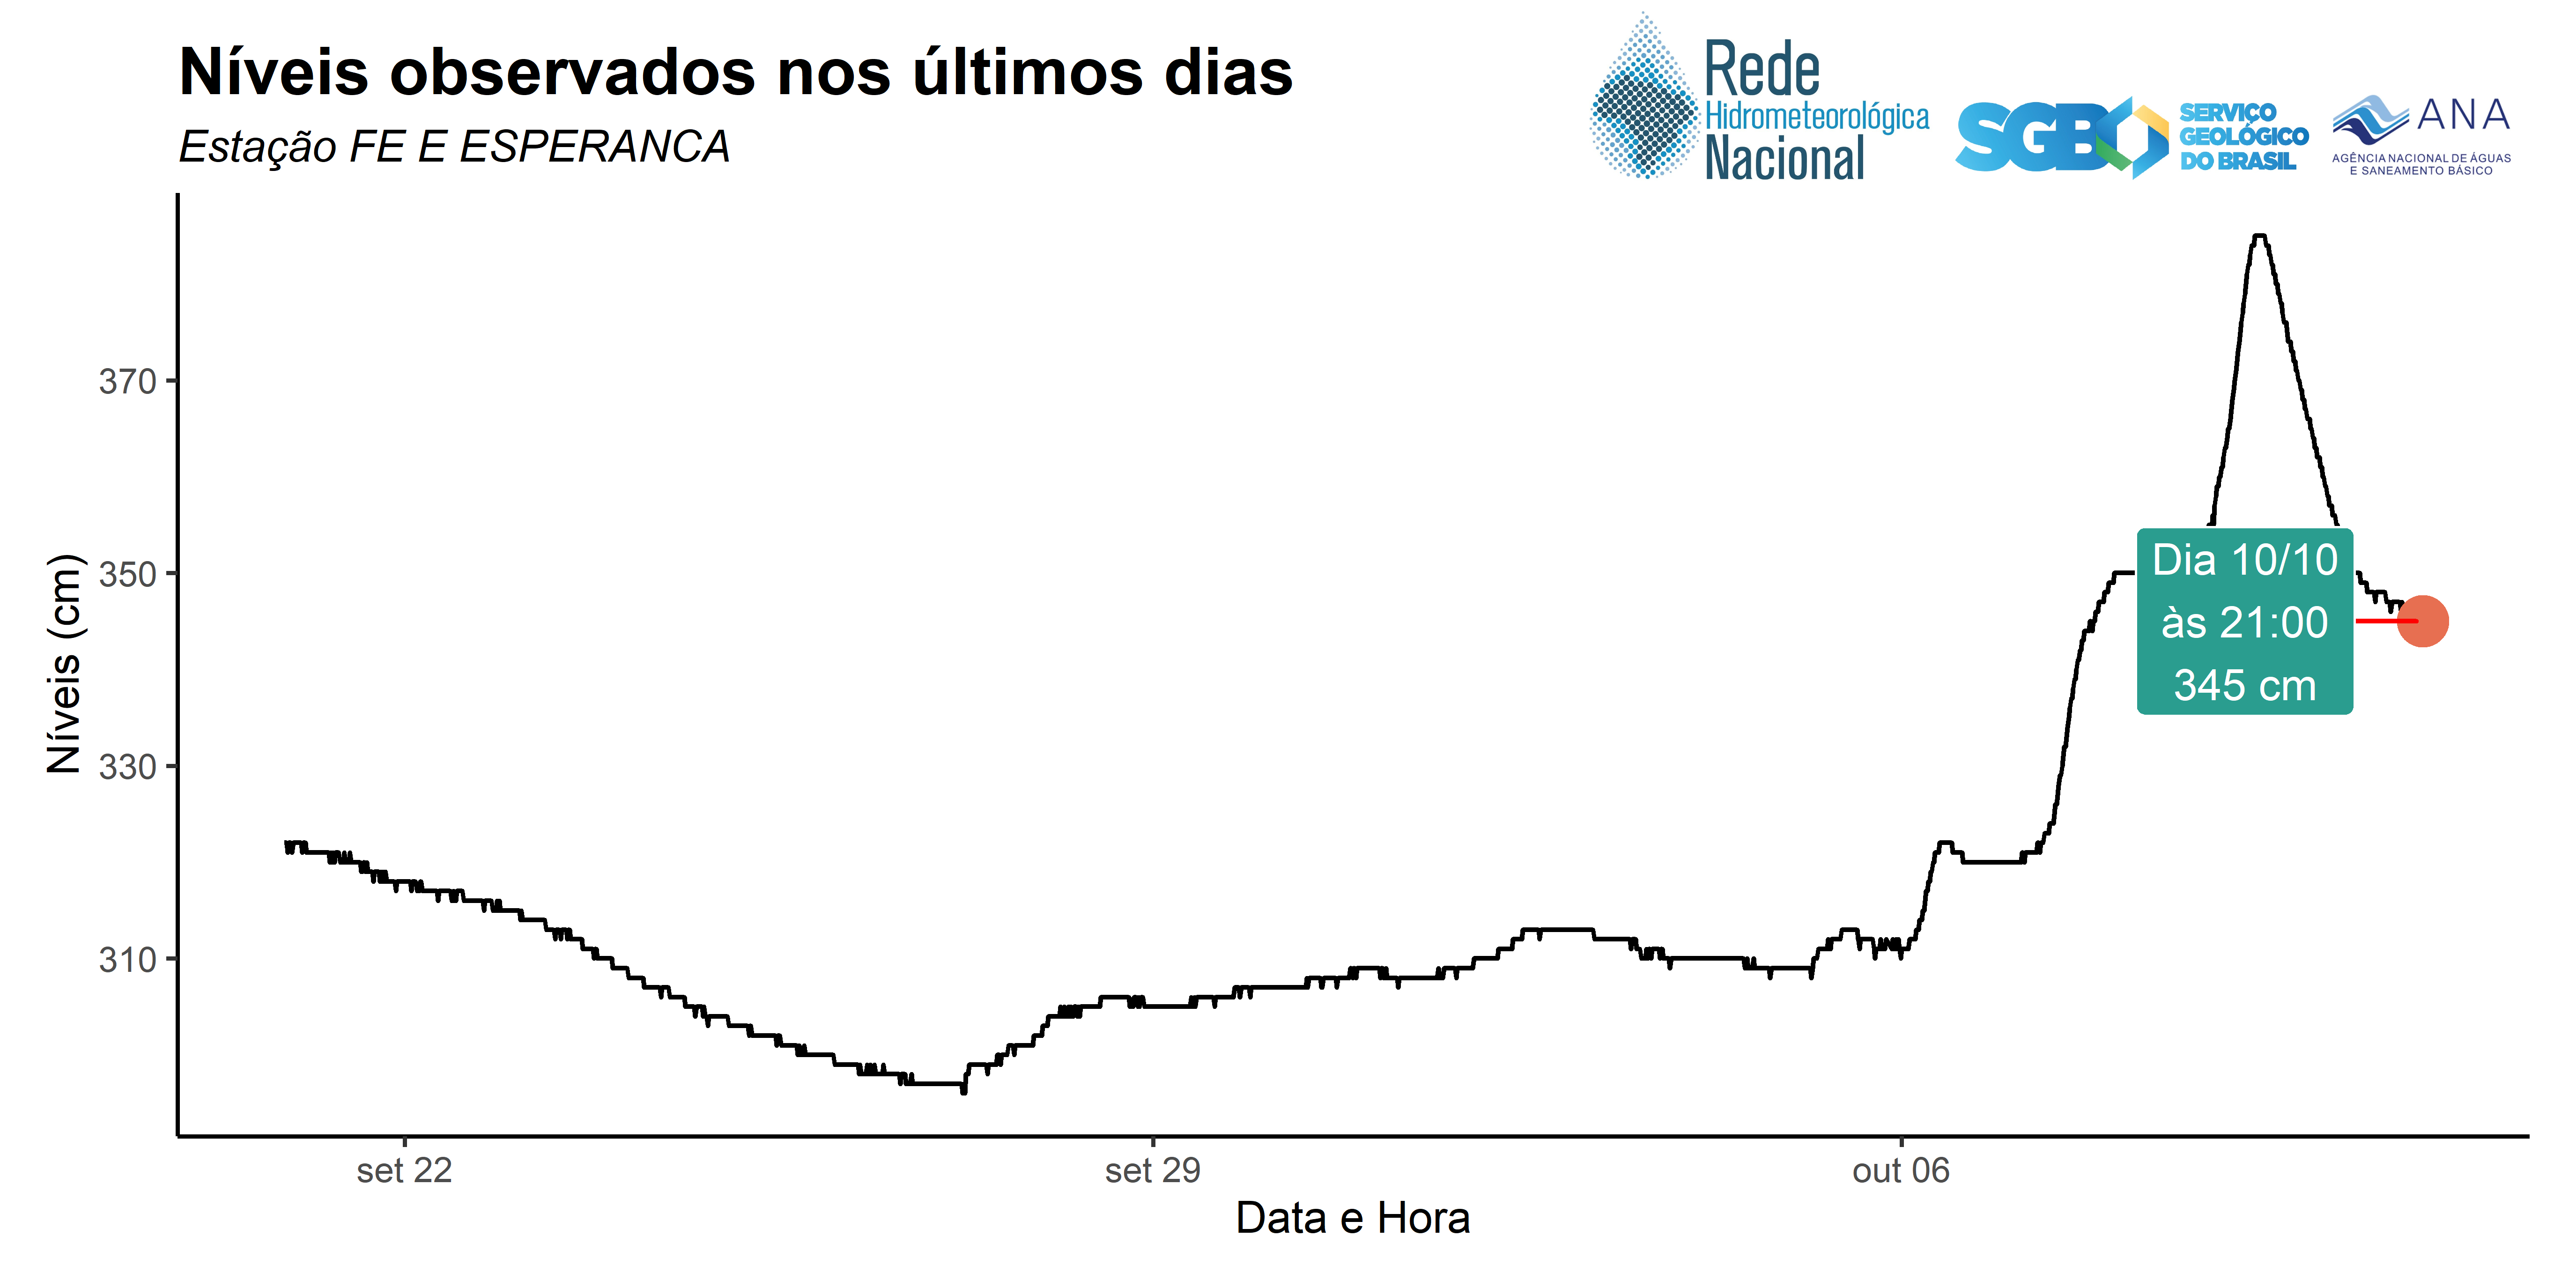 Níveis observados nos últimos dias
Estação FE E ESPERANCA
Rede
Hidrometeorológica
Nacional
SGB
SERVIÇO
GEOLÓGICO
DO BRASIL
ANA
AGÊNCIA NACIONAL DE ÁGUAS
E SANEAMENTO BÁSICO
Níveis (cm)
370
350
330
310
Dia 10/10
às 21:00
345 cm
set 22
set 29
out 06
Data e Hora